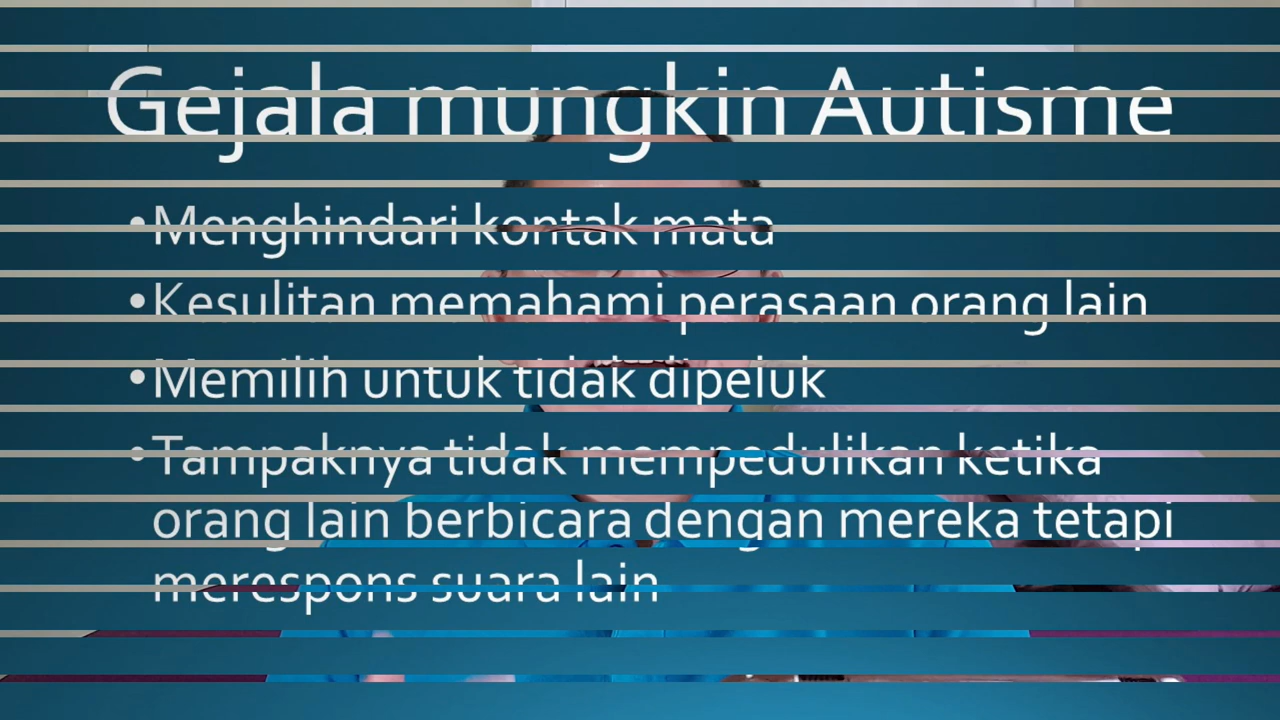 Gejala mungkin Autisme
•Menghindari kontak mata
•Kesulitan memahami perasaan orang lain
•Memilih untuk tidak dipeluk
•Tampaknya tidak mempedulikan ketika
orang lain berbicara dengan mereka tetapi
merespons suara lain